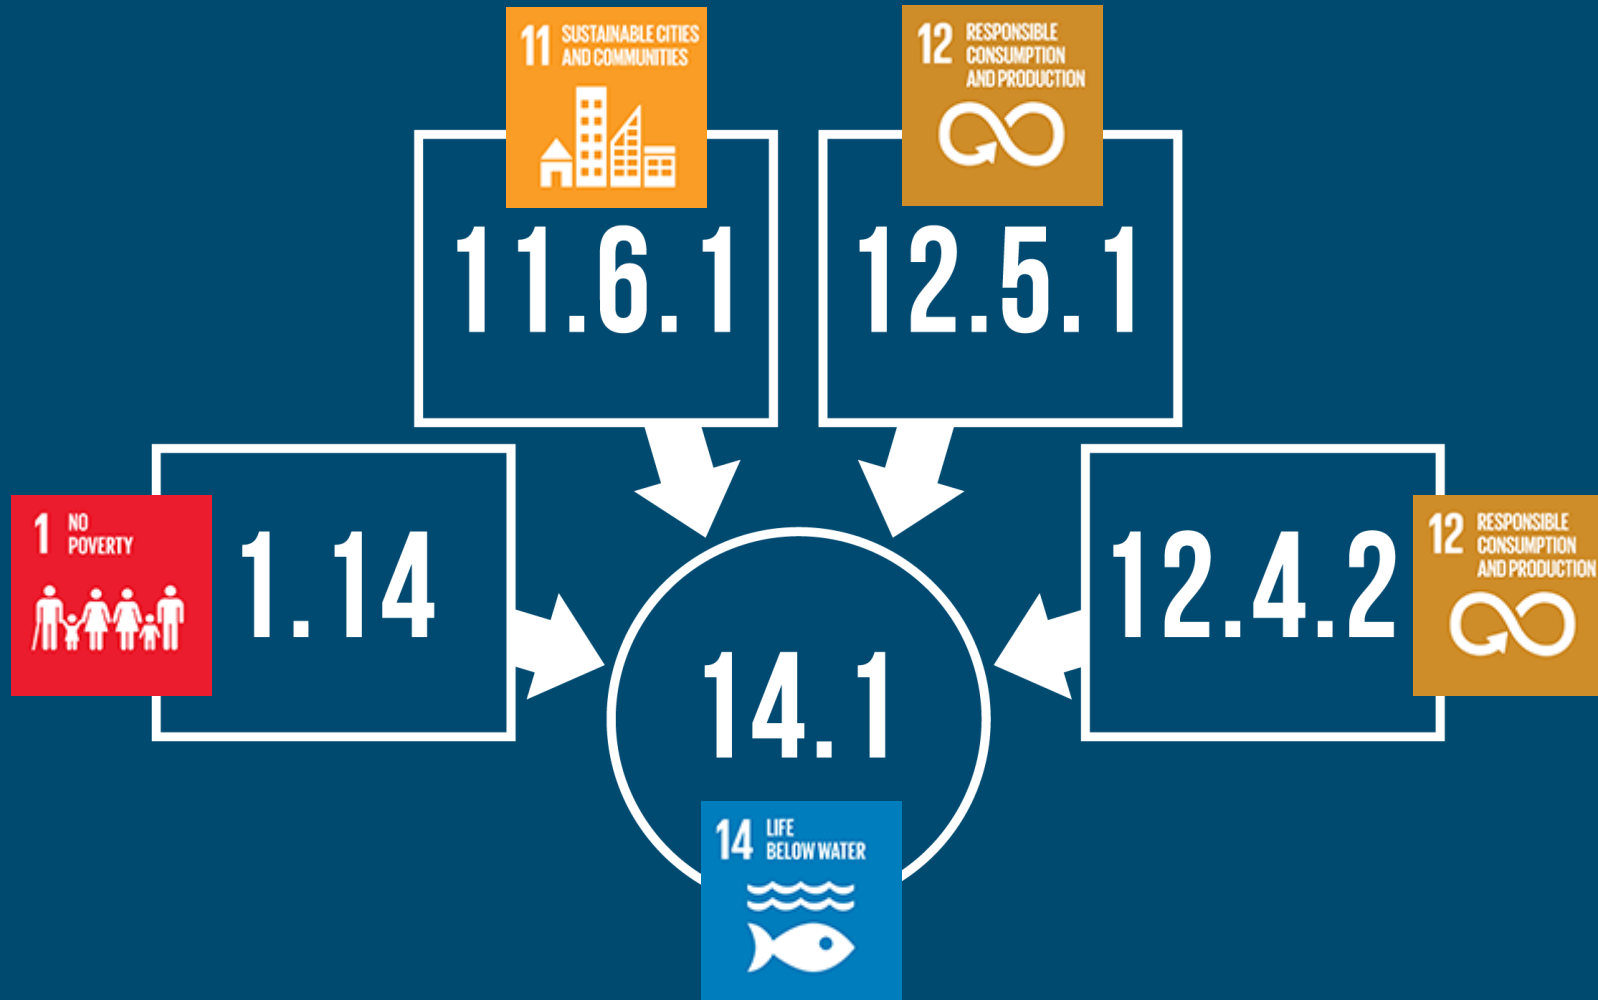 11 SUSTAINABLE CITIES
AND COMMUNITIES
11.6.1
12 RESPONSIBLE
CONSUMPTION
AND PRODUCTION
12.5.1
1 NO
POVERTY
1.14
12.4.2
12 RESPONSIBLE
CONSUMPTION
AND PRODUCTION
14.1
14 LIFE
BELOW WATER